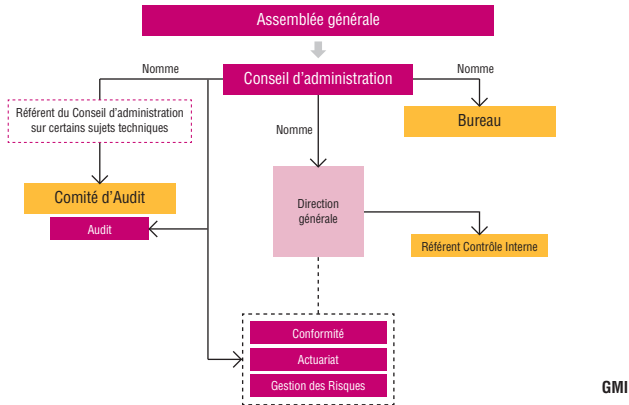 Assemblée générale
Nomme
Conseil d'administration
Nomme
Référent du Conseil d'administration
sur certains sujets techniques
Bureau
Nomme
Comité d'Audit
Audit
Direction
générale
Référent Contrôle Interne
Conformité
Actuariat
Gestion des Risques
GMI